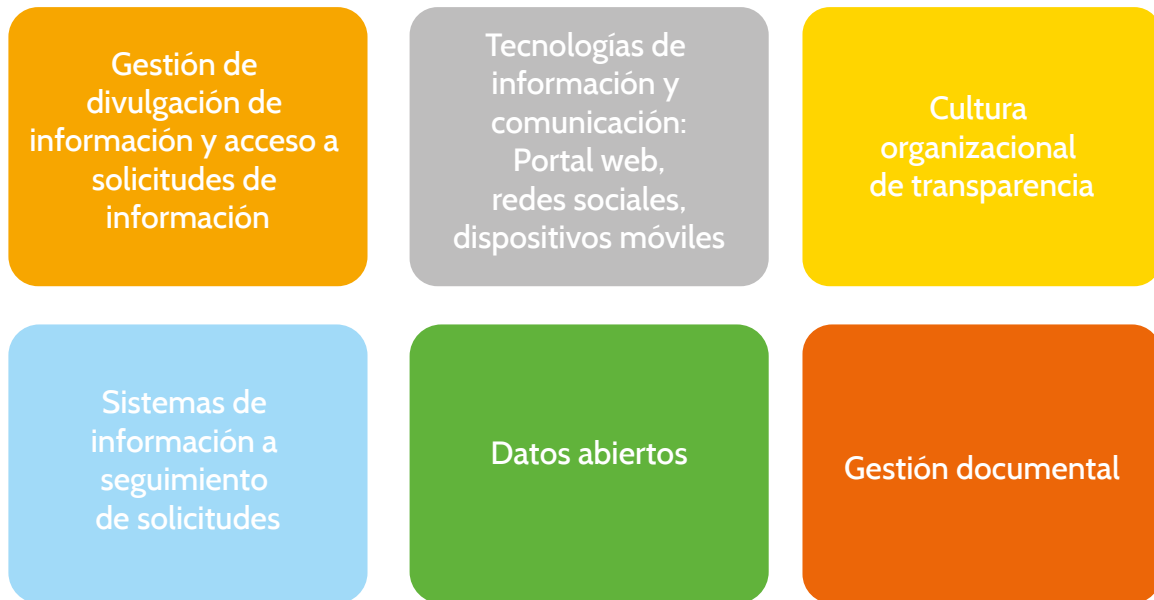 Gestión de
divulgación de
información y acceso a
solicitudes de
información
Tecnologías de
información y
comunicación:
Portal web,
redes sociales,
dispositivos móviles
Cultura
organizacional
de transparencia
Sistemas de
información a
seguimiento
de solicitudes
Datos abiertos
Gestión documental